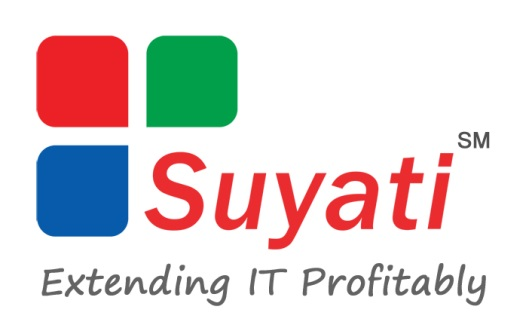 Suyati SM
Extending IT Profitably